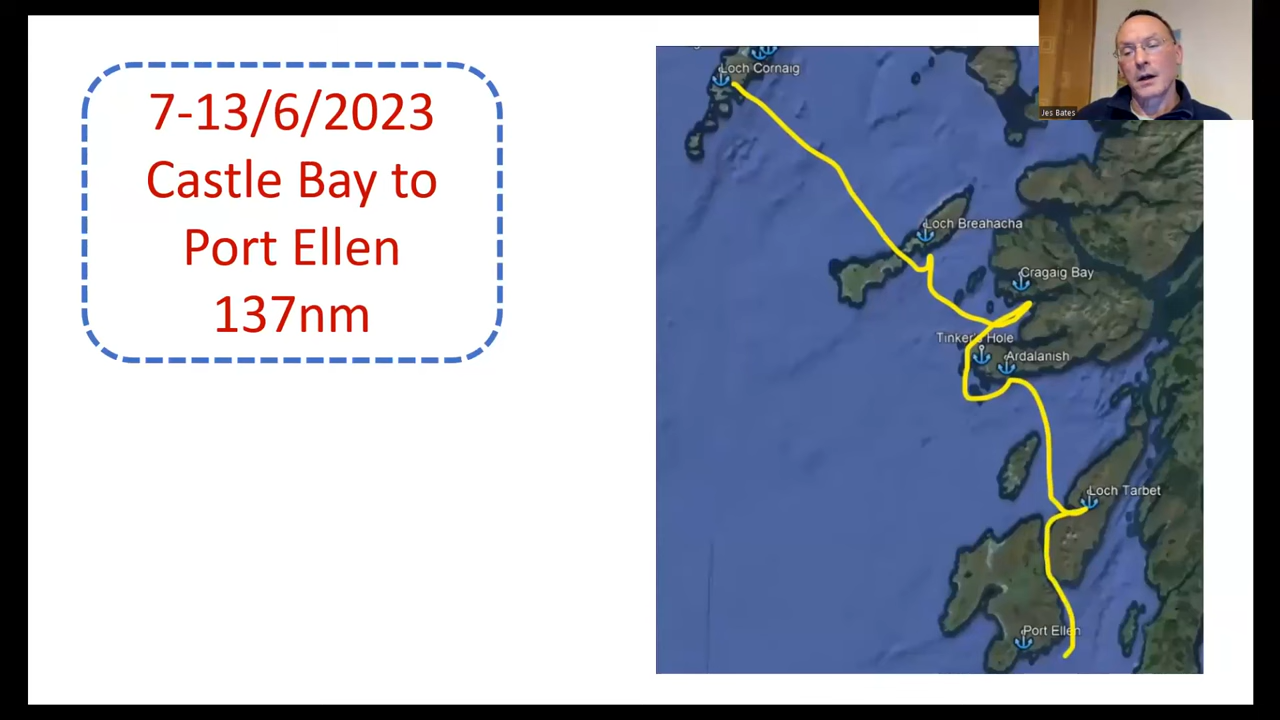 7-13/6/2023
Castle Bay to
Port Ellen
137nm
Loch Cornaig
Jes Bates
Loch Breahacha
Cragaig Bay
Tinker's Hole
Ardalanish
Loch Tarbet
Port Ellen